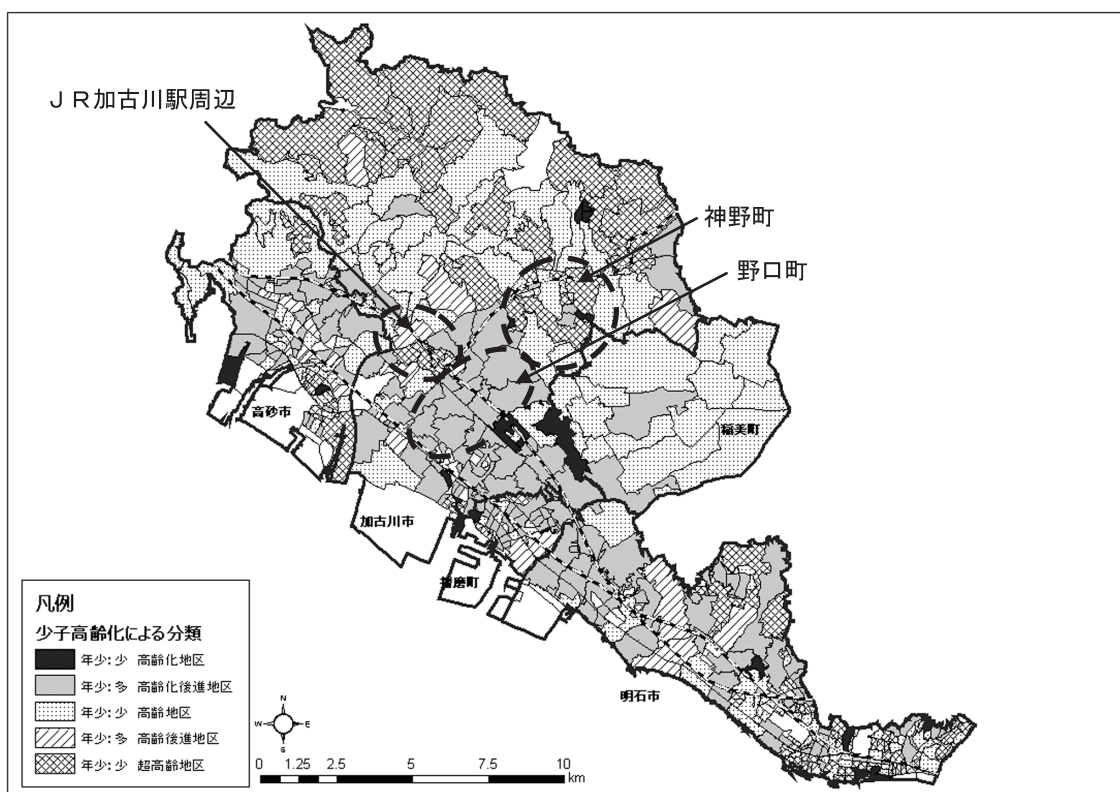 JR加古川駅周辺
神野町
野口町
高砂市
稲美町
加古川市
播磨町
明石市
凡例
少子高齢化による分類
年少:少 高齢化地区
年少:多 高齢化後進地区
年少:少 高齢地区
年少:多 高齢後進地区
年少:少 超高齢地区
N
W E
S
0 1.25 2.5 5 7.5 10
km